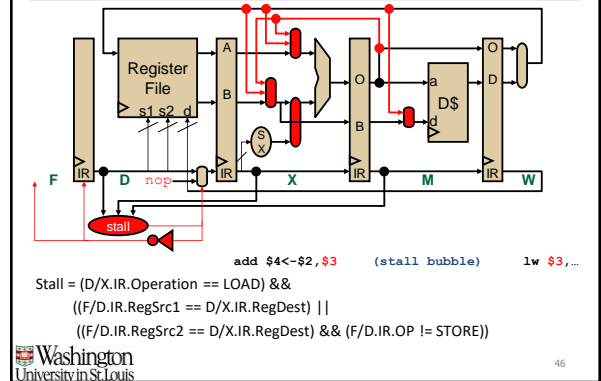 A
Register
File
B
s1 s2 d
S
X
O
B
a
d
D$
O
D
F
IR
D
nop
IR
X
IR
M
IR
W
stall
add $4<-$2,$3 (stall bubble) lw $3,…
Stall = (D/X.IR.Operation == LOAD) &&
((F/D.IR.RegSrc1 == D/X.IR.RegDest) ||
((F/D.IR.RegSrc2 == D/X.IR.RegDest) && (F/D.IR.OP != STORE))
Washington
University in St.Louis
46